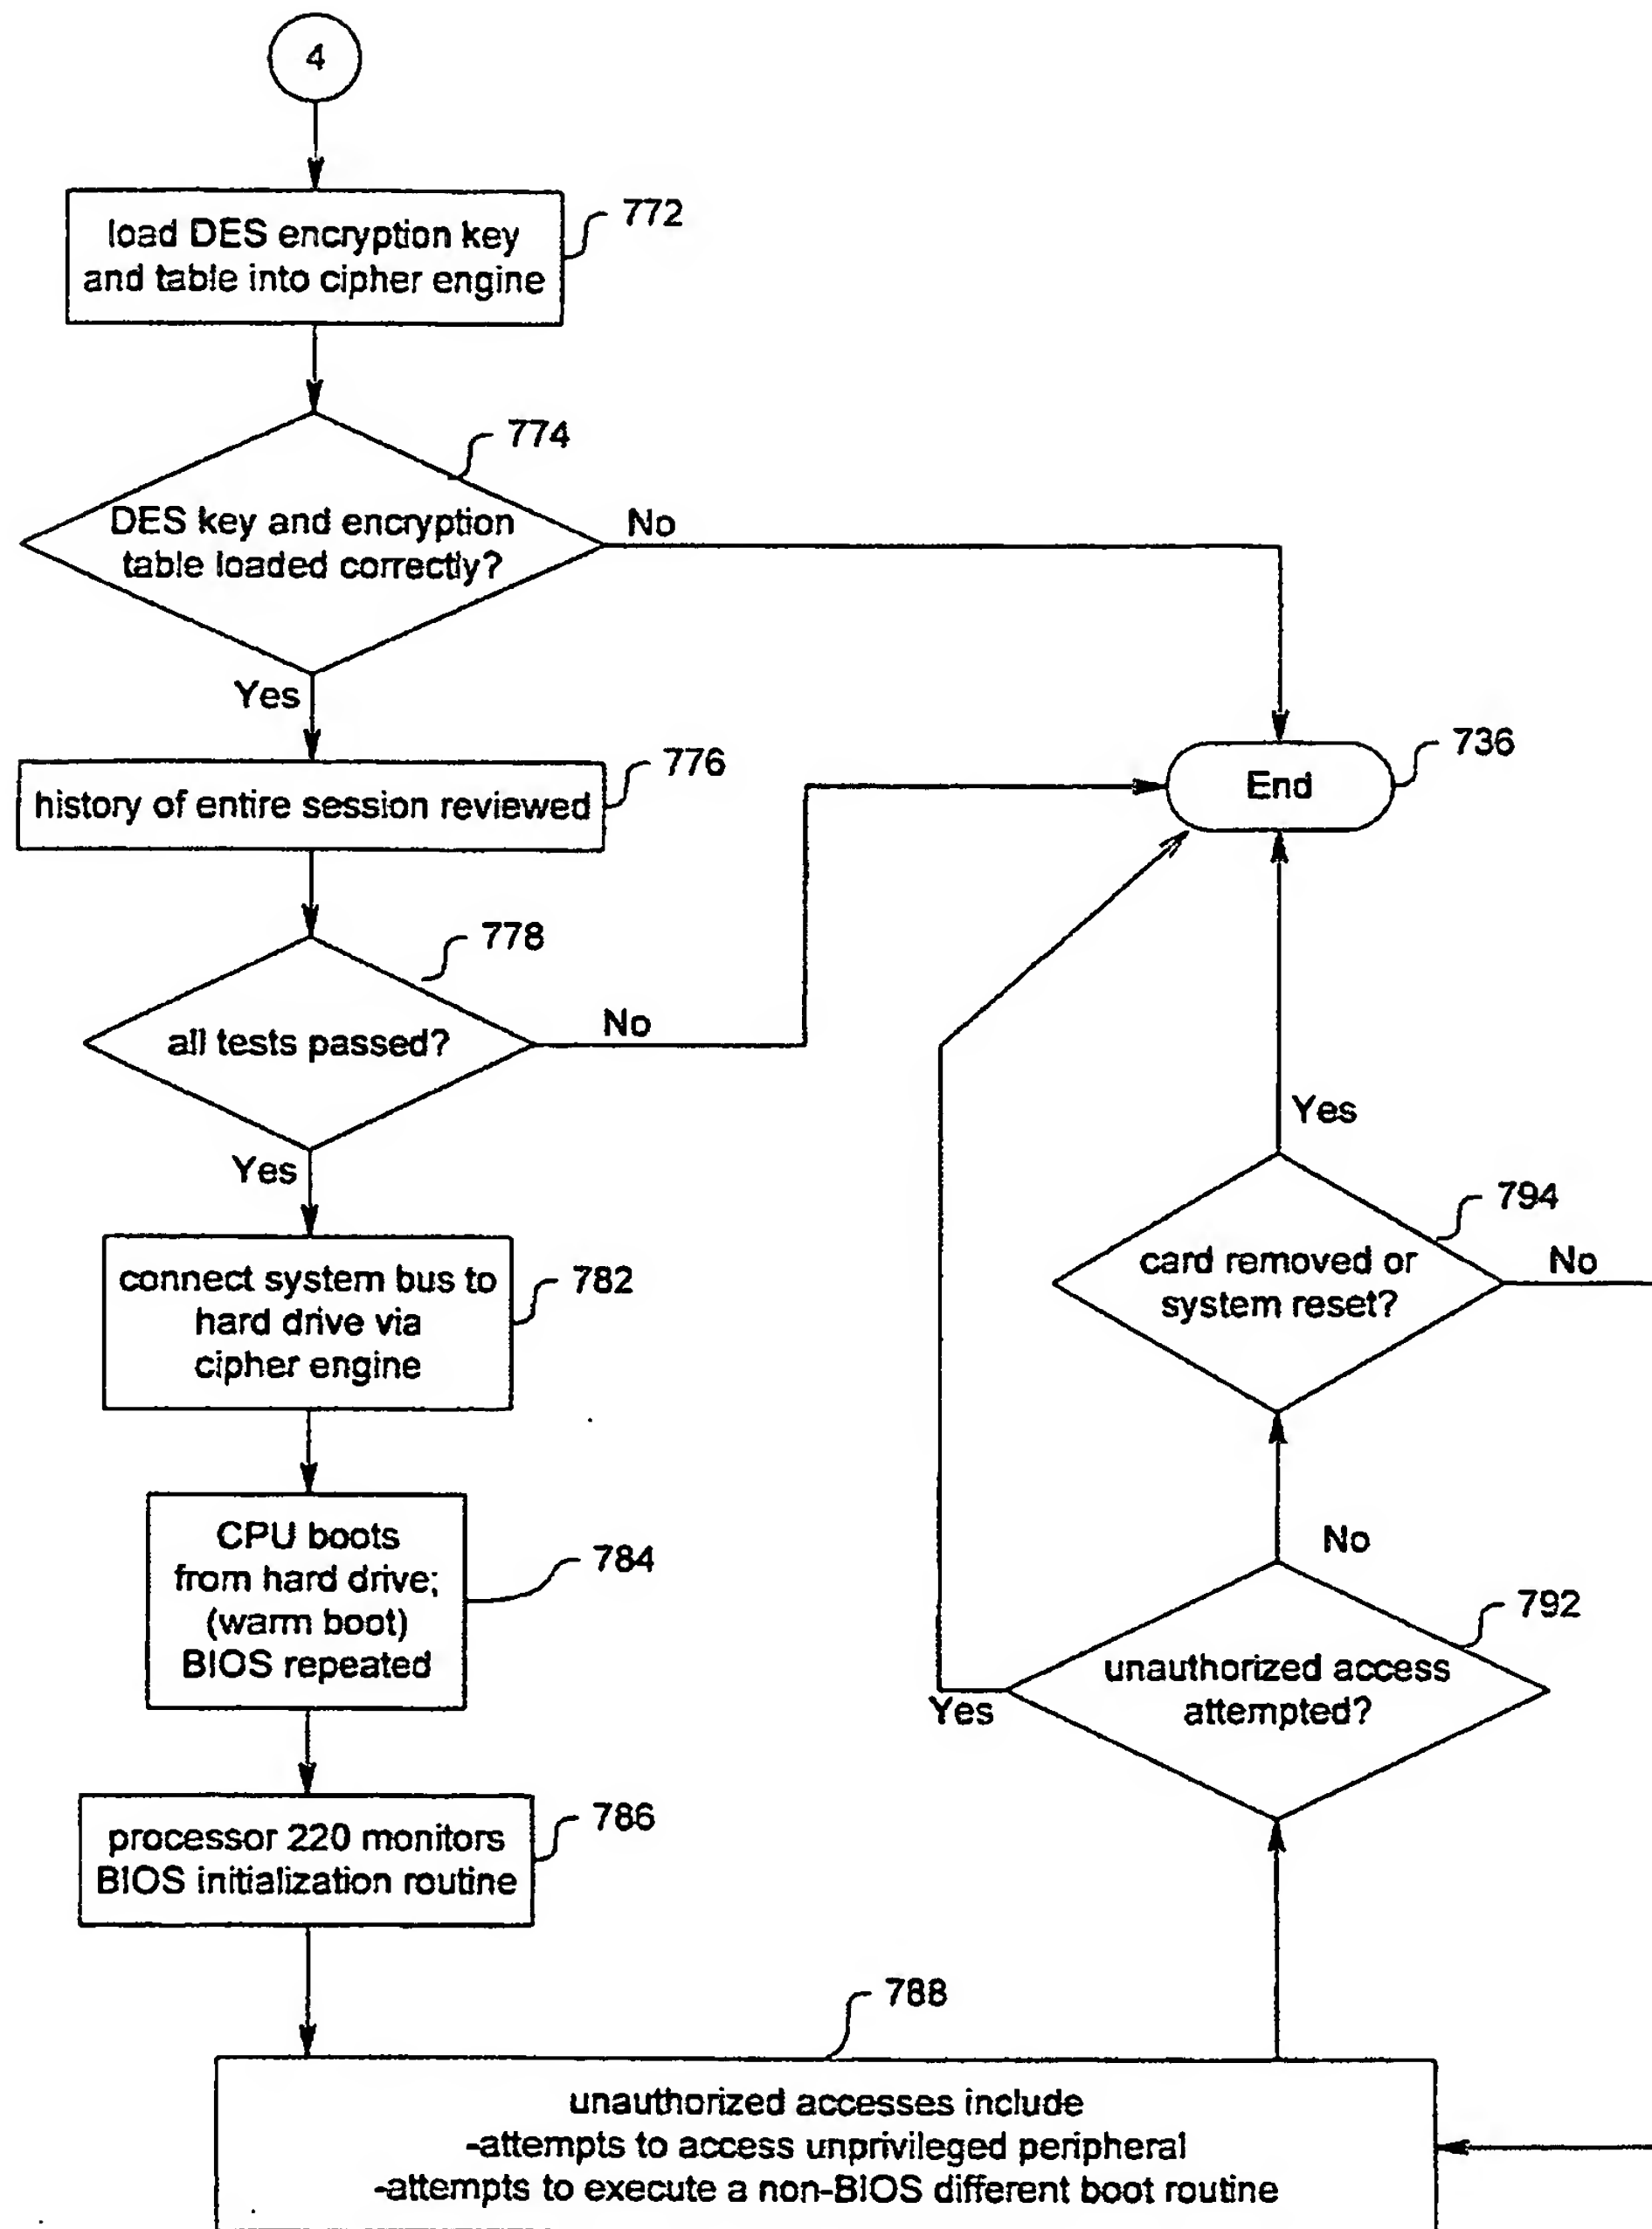 4
load DES encryption key
and table into cipher engine
772
DES key and encryption
table loaded correctly?
774
No
Yes
history of entire session reviewed
776
End
736
all tests passed?
778
No
Yes
connect system bus to
hard drive via
cipher engine
782
CPU boots
from hard drive;
(warm boot)
BIOS repeated
784
processor 220 monitors
BIOS initialization routine
786
unauthorized accesses include
-attempts to access unprivileged peripheral
-attempts to execute a non-BIOS different boot routine
788
unauthorized access
attempted?
792
Yes
No
card removed or
system reset?
794
Yes
No